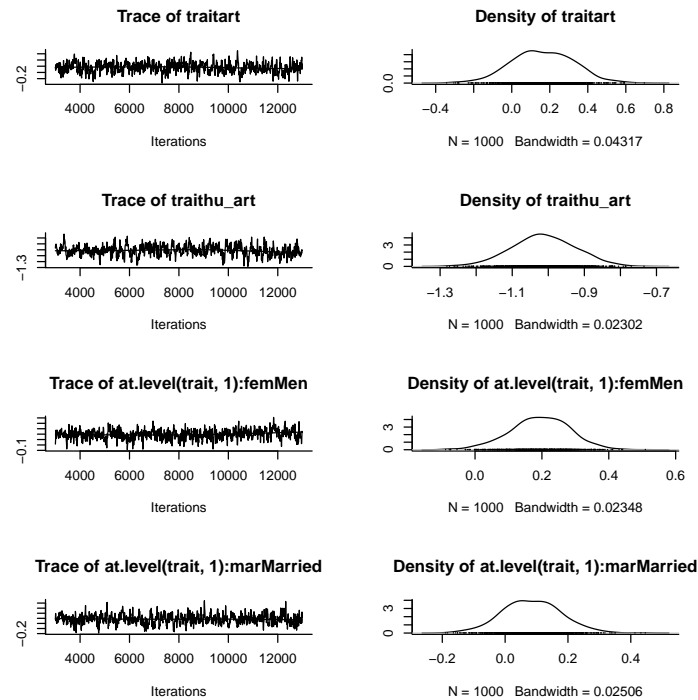 Trace of traitart
−0.2
4000 6000 8000 10000 12000
Iterations
Density of traitart
0.0
−0.4 0.0 0.2 0.4 0.6 0.8
N = 1000 Bandwidth = 0.04317
Trace of traithu_art
−1.3
4000 6000 8000 10000 12000
Iterations
Density of traithu_art
0 3
−1.3 −1.1 −0.9 −0.7
N = 1000 Bandwidth = 0.02302
Trace of at.level(trait, 1):femMen
−0.1
4000 6000 8000 10000 12000
Iterations
Density of at.level(trait, 1):femMen
0 3
0.0 0.2 0.4 0.6
N = 1000 Bandwidth = 0.02348
Trace of at.level(trait, 1):marMarried
−0.2
4000 6000 8000 10000 12000
Iterations
Density of at.level(trait, 1):marMarried
0 3
−0.2 0.0 0.2 0.4
N = 1000 Bandwidth = 0.02506